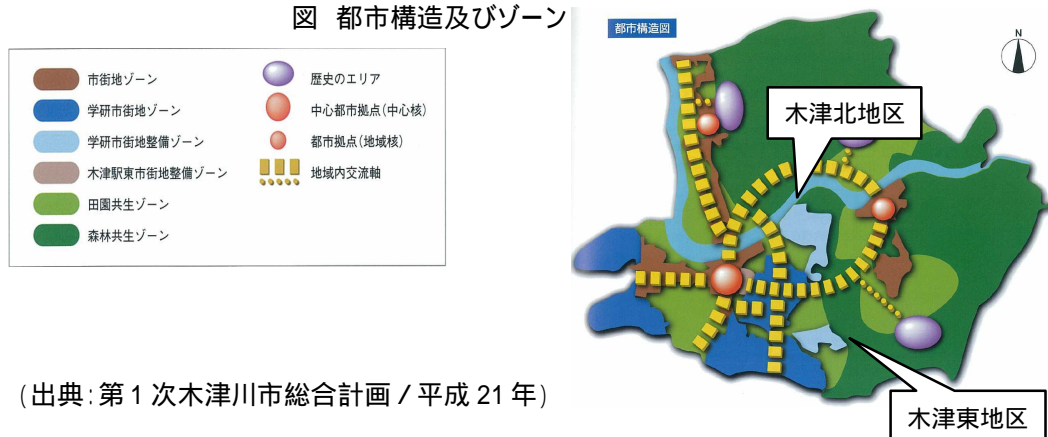 図 都市構造及びゾーン
市街地ゾーン
学研市街地ゾーン
学研市街地整備ゾーン
木津駅東市街地整備ゾーン
田園共生ゾーン
森林共生ゾーン
歴史のエリア
中心都市拠点(中心核)
都市拠点(地域核)
地域内交流軸
都市構造図
N
木津北地区
木津東地区
(出典:第1次木津川市総合計画/平成21年)